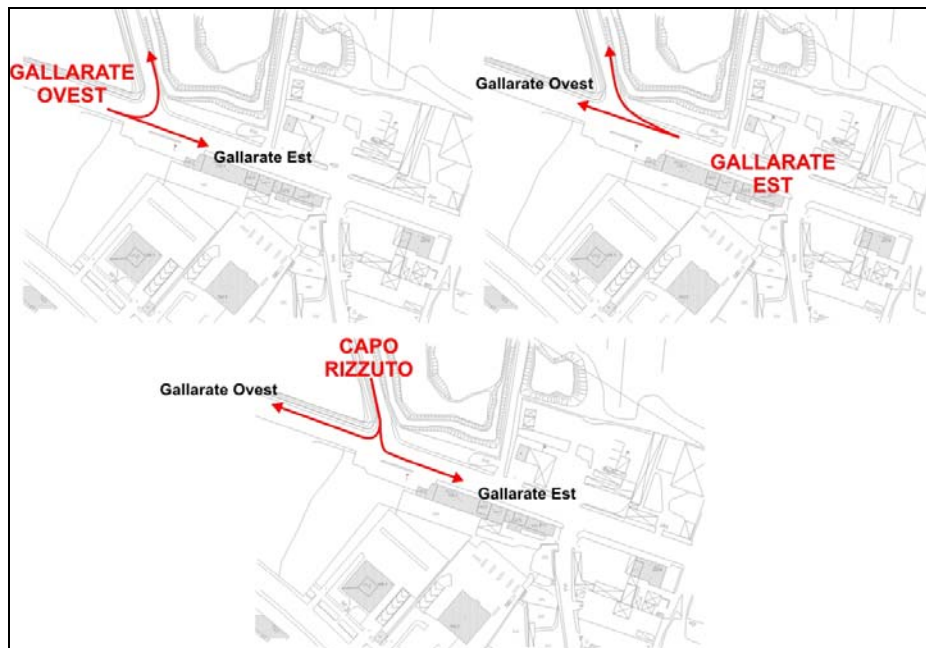 GALLARATE
OVEST
Gallarate Est
Gallarate Ovest
GALLARATE
EST
CAPO
RIZZUTO
Gallarate Ovest
Gallarate Est